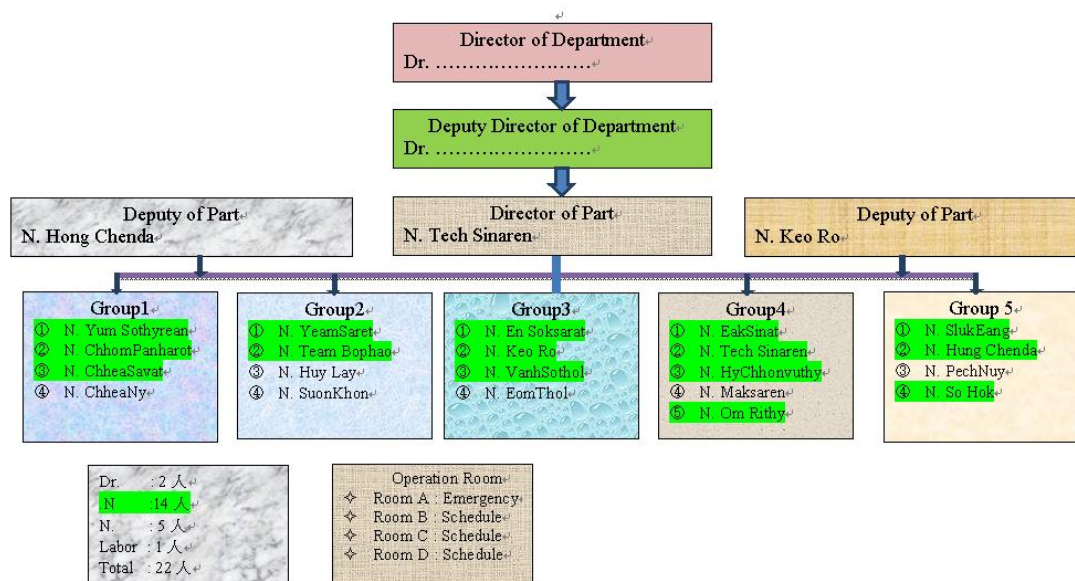 Director of Department
Dr. ……………………
Deputy Director of Department
Dr. ……………………
Deputy of Part
N. Hong Chenda
Director of Part
N. Tech Sinaren
Deputy of Part
N. Keo Ro
Group1
① N. Yum Sothyrean
② N. ChhomPanharot
③ N. ChheaSavat
④ N. ChheaNy
Group2
① N. YeamSaret
② N. Team Bophao
③ N. Huy Lay
④ N. SuonKhon
Group3
① N. En Soksarat
② N. Keo Ro
③ N. VanhSothol
④ N. EomThol
Group4
① N. EakSinat
② N. Tech Sinaren
③ N. HyChhonvuthy
④ N. Maksaren
⑤ N. Om Rithy
Group 5
① N. SlukEang
② N. Hung Chenda
③ N. PechNuy
④ N. So Hok
Dr. : 2 人
.N :14 人
N. : 5 人
Labor : 1 人
Total : 22 人
Operation Room
✧ Room A : Emergency
✧ Room B : Schedule
✧ Room C : Schedule
✧ Room D : Schedule